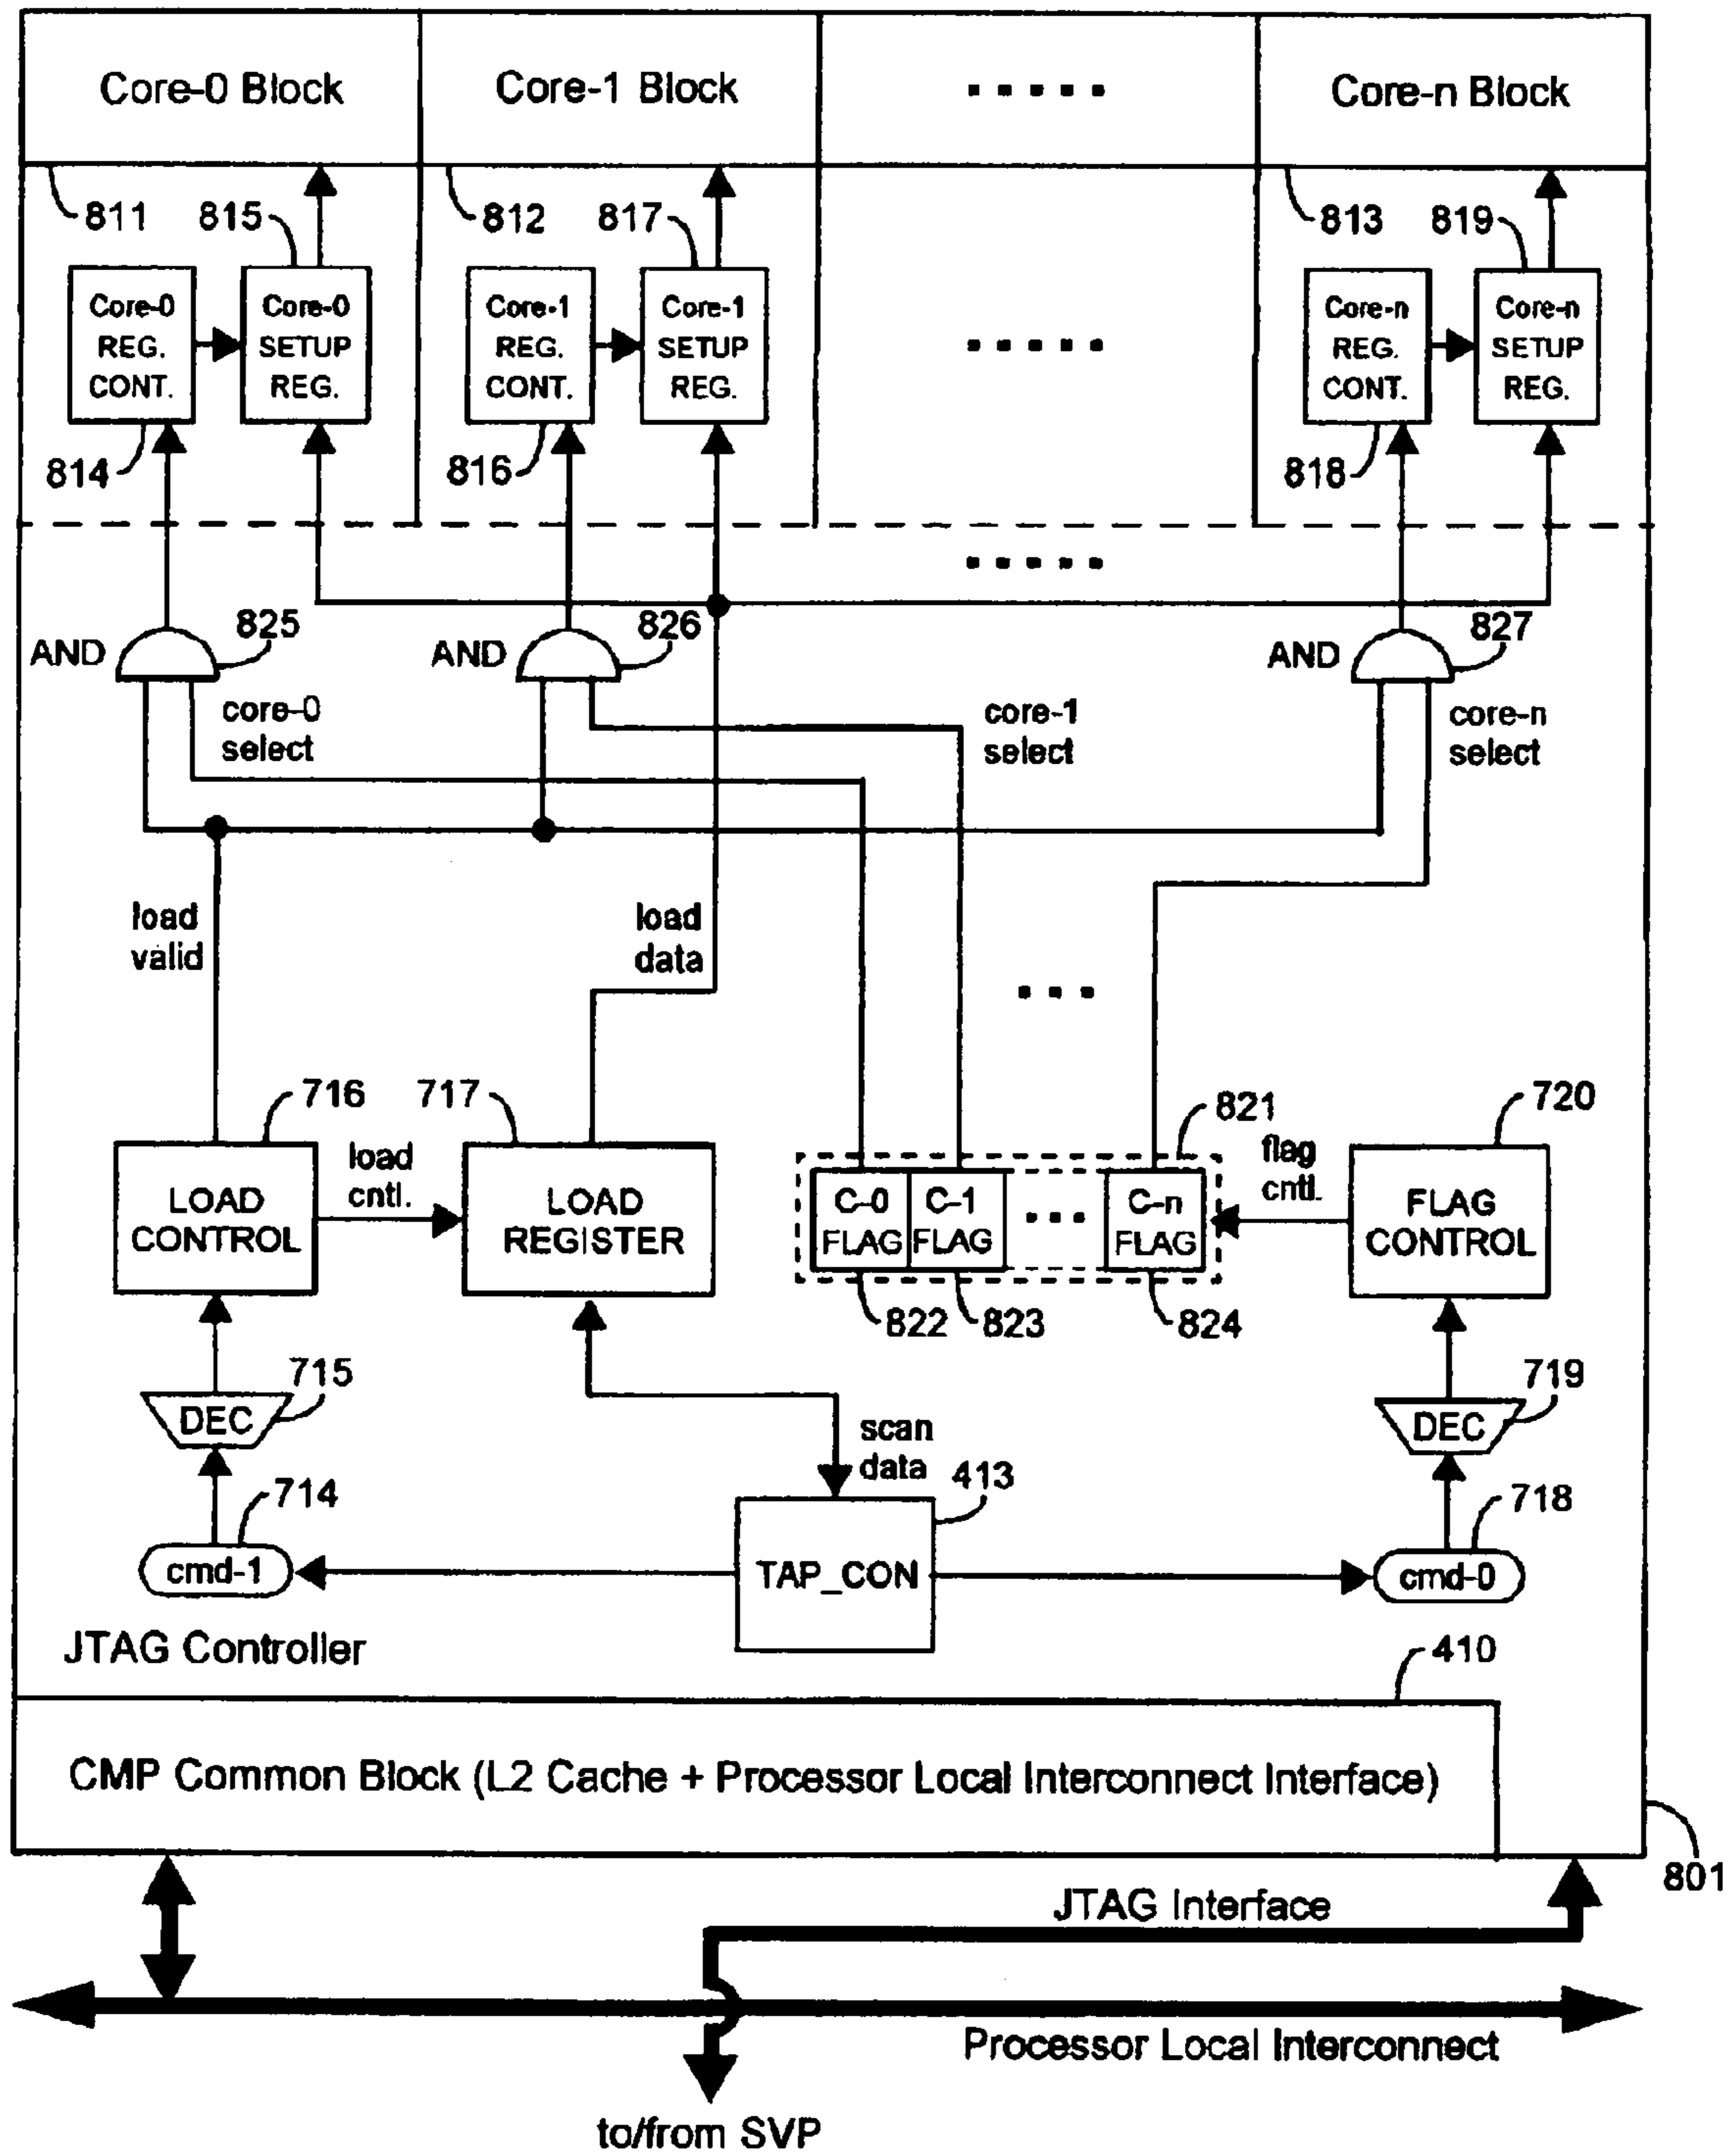 Core-0 Block
Core-1 Block
Core-n Block
811
815
812
817
813
819
Core-0
REG.
CONT.
Core-0
SETUP
REG.
Core-1
REG.
CONT.
Core-1
SETUP
REG.
Core-n
REG.
CONT.
Core-n
SETUP
REG.
814
816
818
AND
825
AND
826
AND
827
core-0
select
core-1
select
core-n
select
load
valid
load
data
716
717
821
720
LOAD
CONTROL
load
cntl.
LOAD
REGISTER
C-0
FLAG
C-1
FLAG
C-n
FLAG
flag
cntl.
FLAG
CONTROL
822
823
824
715
DEC
719
DEC
scan
data
714
cmd-1
413
TAP_CON
718
cmd-0
JTAG Controller
410
CMP Common Block (L2 Cache + Processor Local Interconnect Interface)
801
JTAG Interface
Processor Local Interconnect
to/from SVP